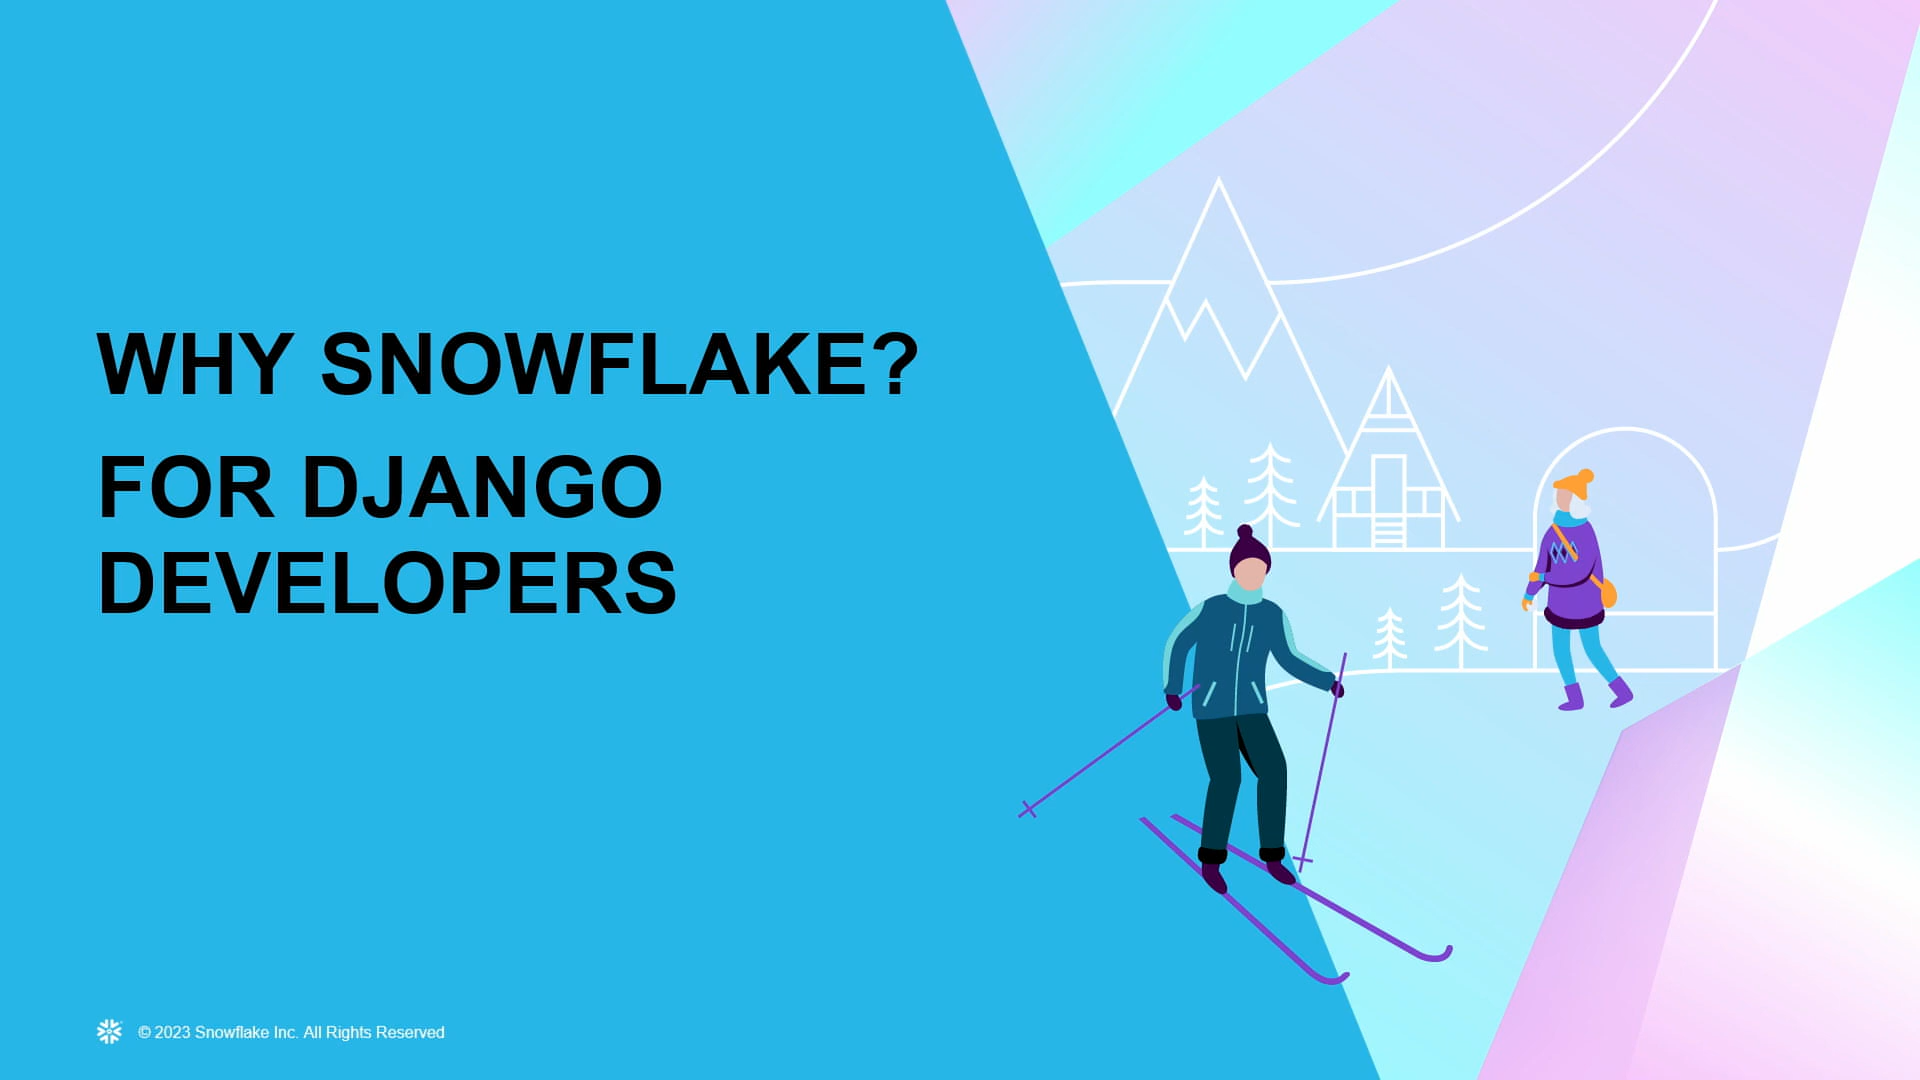 WHY SNOWFLAKE?
FOR DJANGO
DEVELOPERS
© 2023 Snowflake Inc. All Rights Reserved